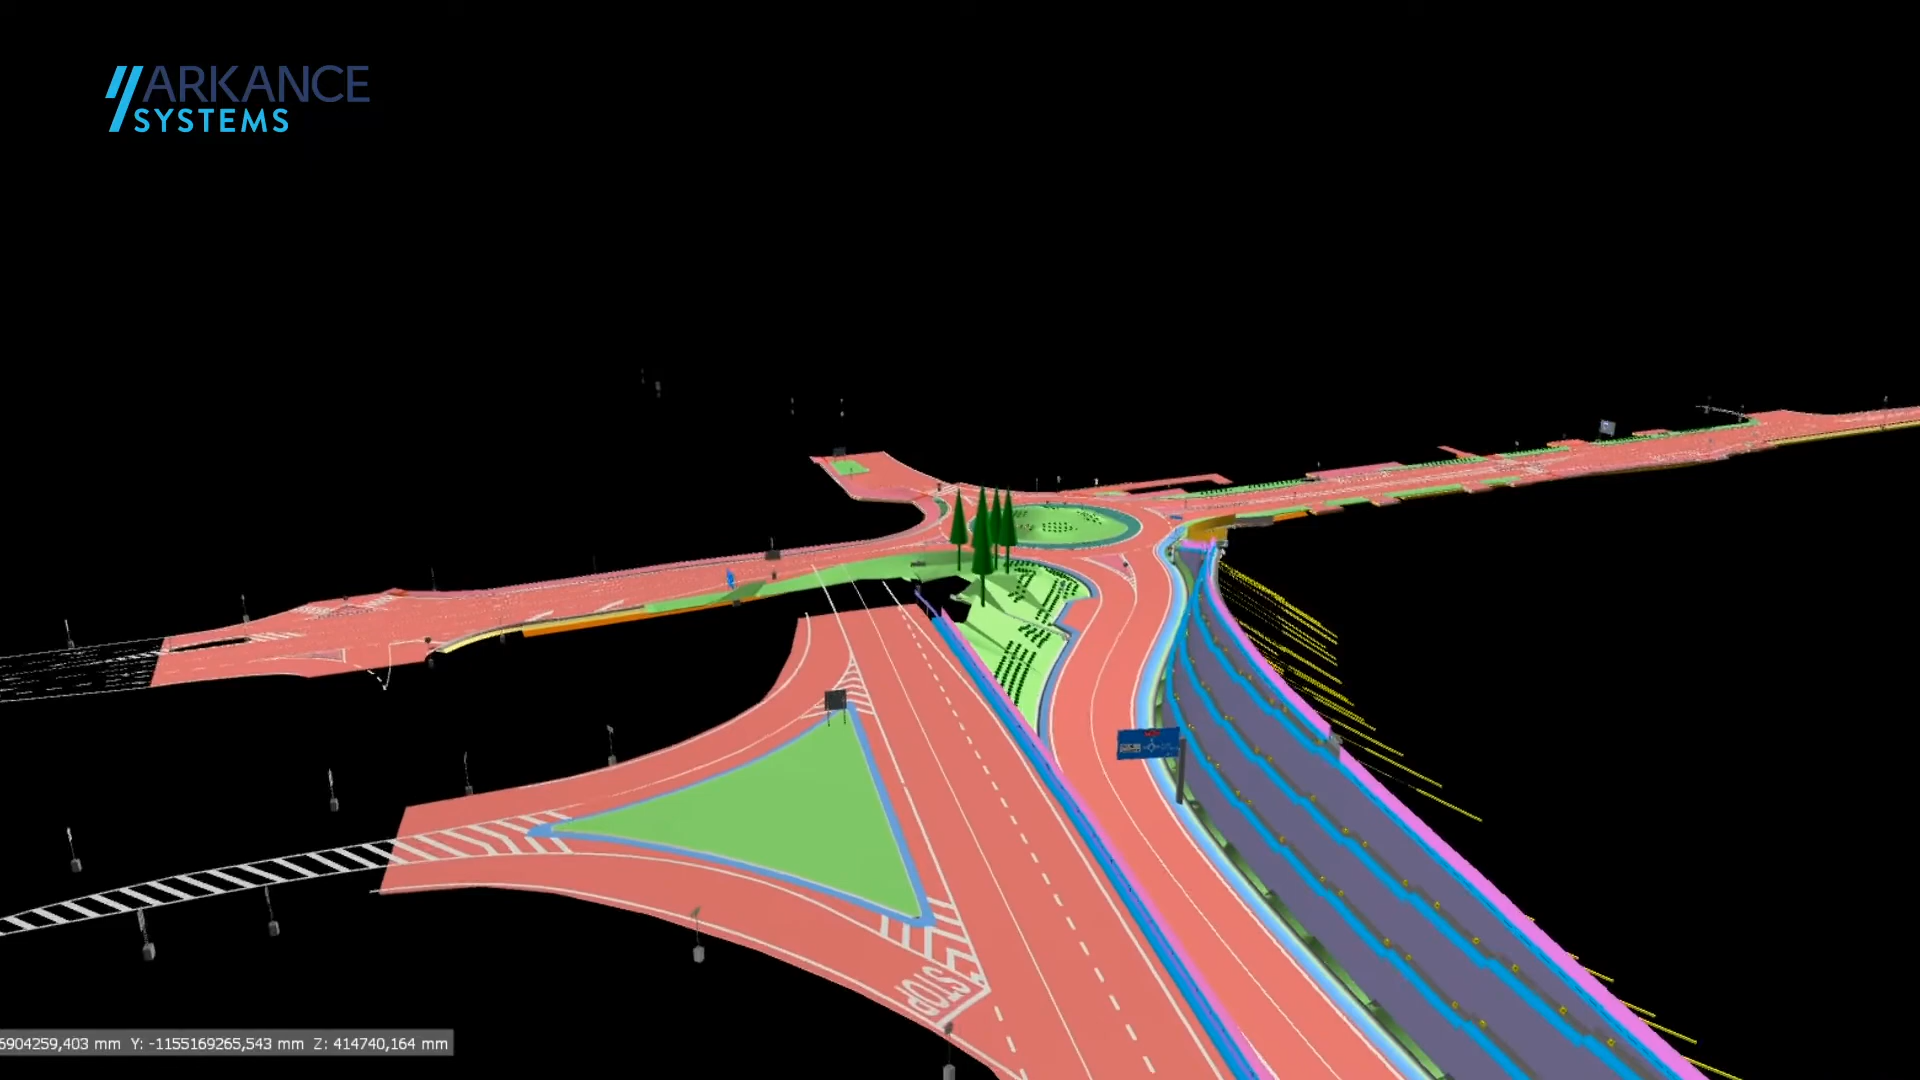 ARKANCE
SYSTEMS
STOP
5904259,403 mm Y: -1155169265,543 mm Z: 414740,164 mm